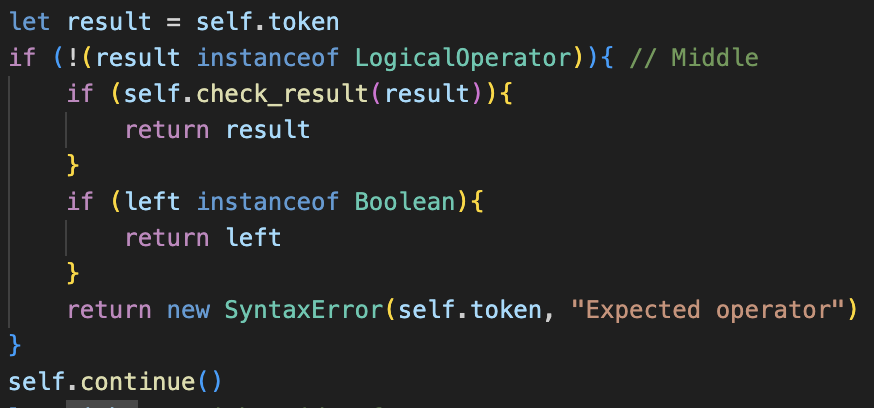 let result = self.token
if (!(result instanceof LogicalOperator)){ // Middle
    if (self.check_result(result)){
        return result
    }
    if (left instanceof Boolean){
        return left
    }
    return new SyntaxError(self.token, "Expected operator")
}
self.continue()